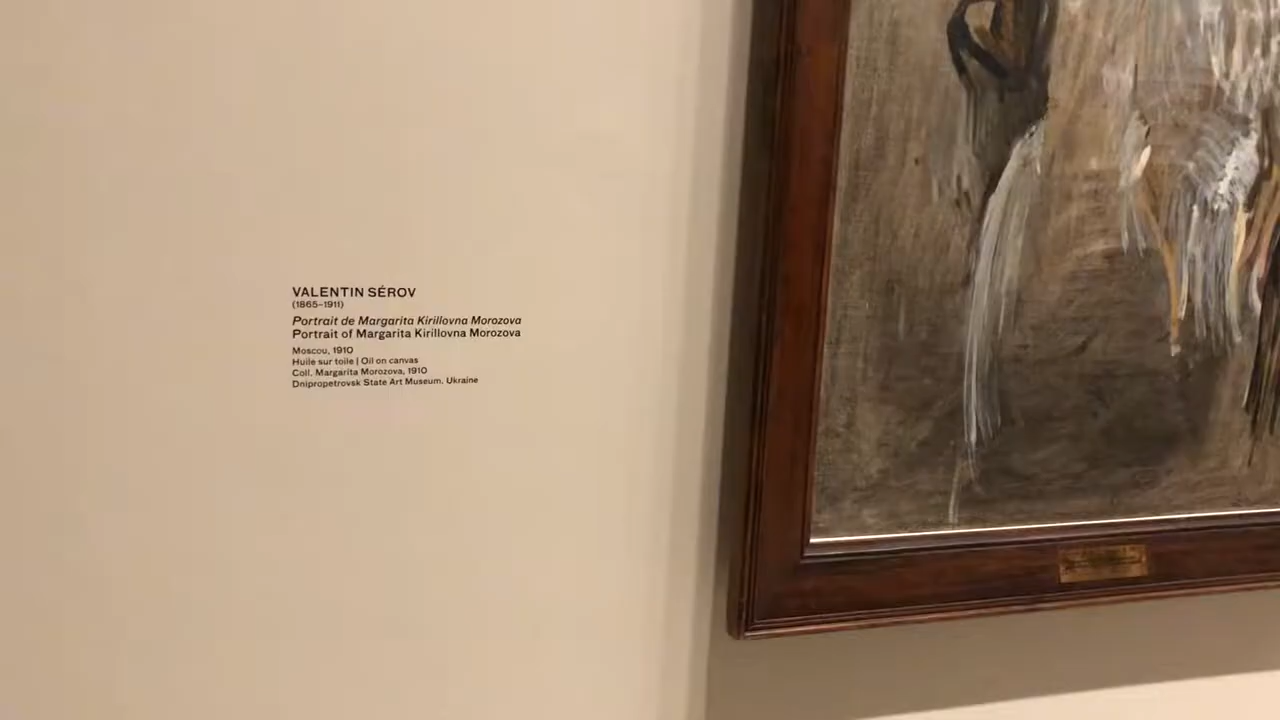 VALENTIN SÉROV
(1865–1911)
Portrait de Margarita Kirillovna Morozova
Portrait of Margarita Kirillovna Morozova
Moscou, 1910
Huile sur toile | Oil on canvas
Coll. Margarita Morozova, 1910
Dnipropetrovsk State Art Museum. Ukraine